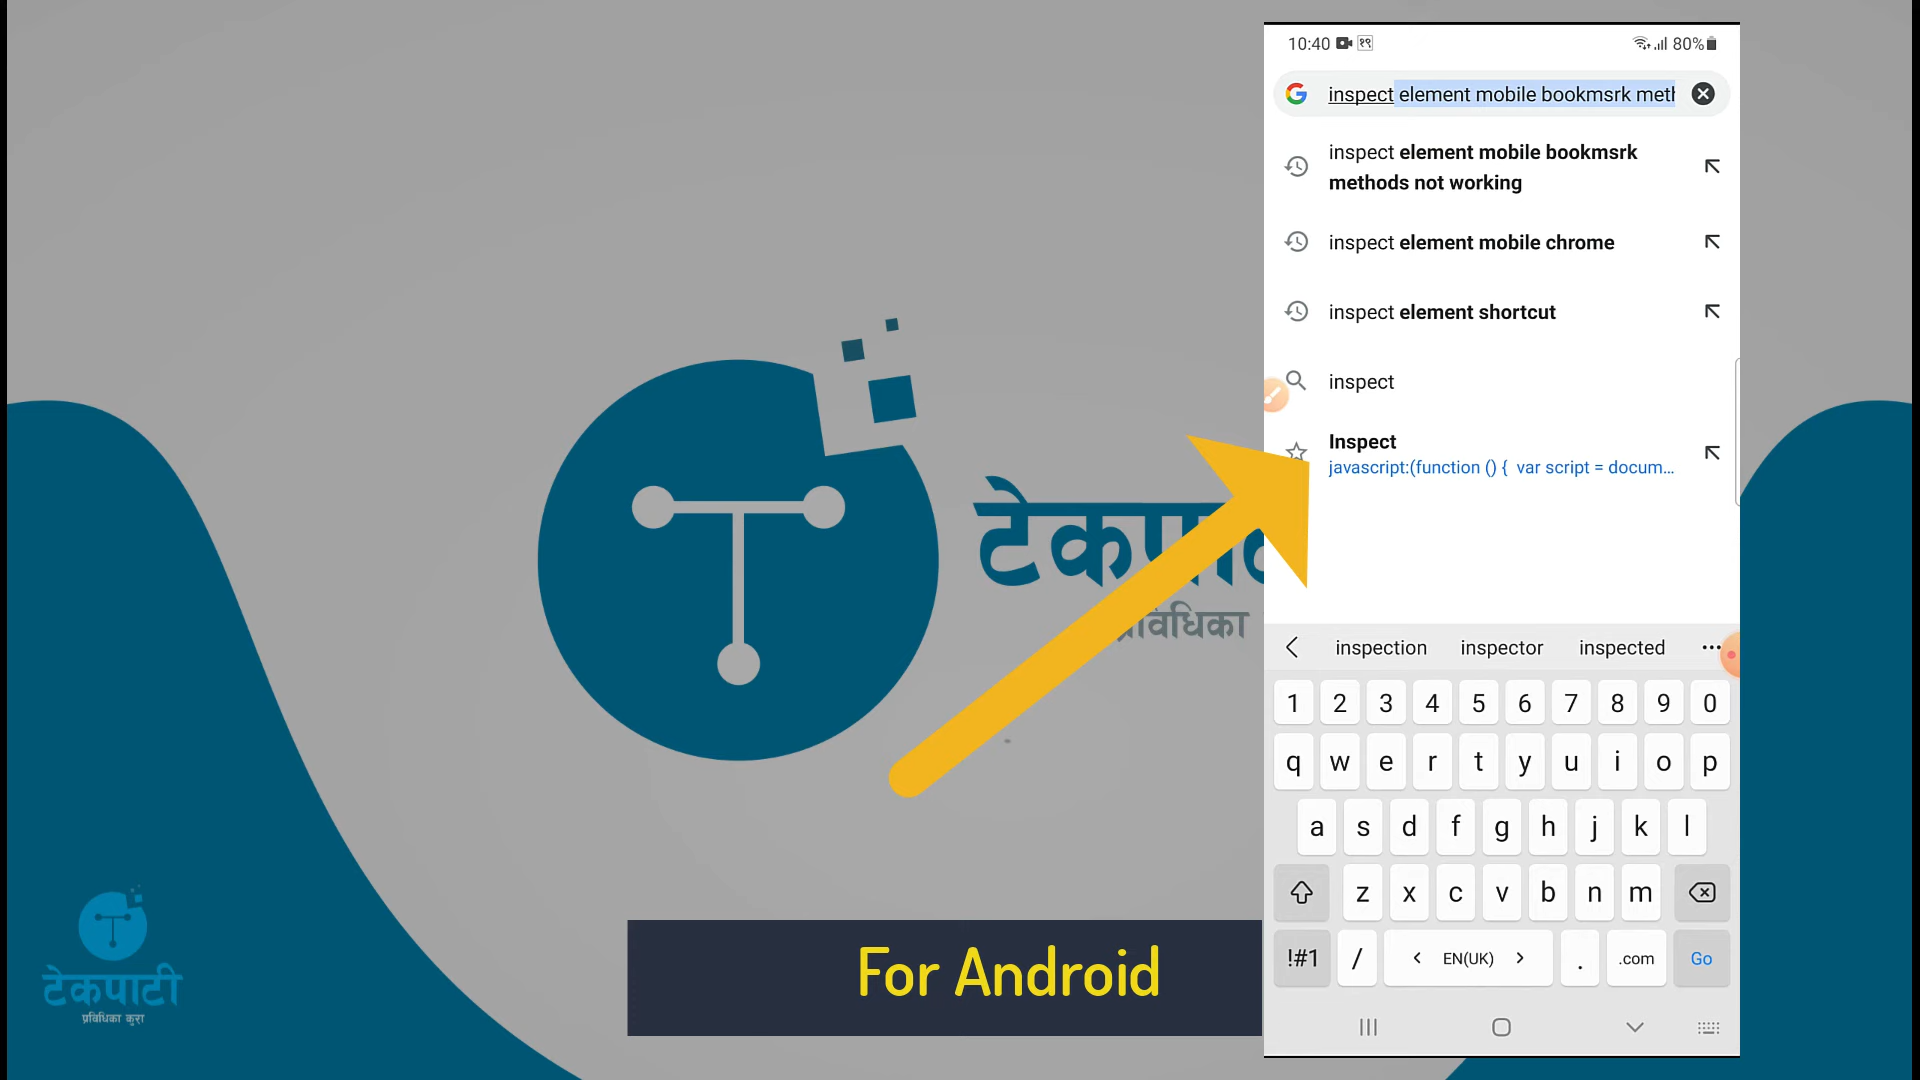 10:40 १९ 80%
inspect element mobile bookmsrk meth
inspect element mobile bookmsrk
methods not working
inspect element mobile chrome
inspect element shortcut
inspect
Inspect
javascript:(function () { var script = docum...
inspection inspector inspected
1 2 3 4 5 6 7 8 9 0
q w e r t y u i o p
a s d f g h j k l
z x c v b n m
!#1 / < EN(UK) > . .com Go
प्रविधिका
For Android
टेकपाटी
प्रविधिका कुरा